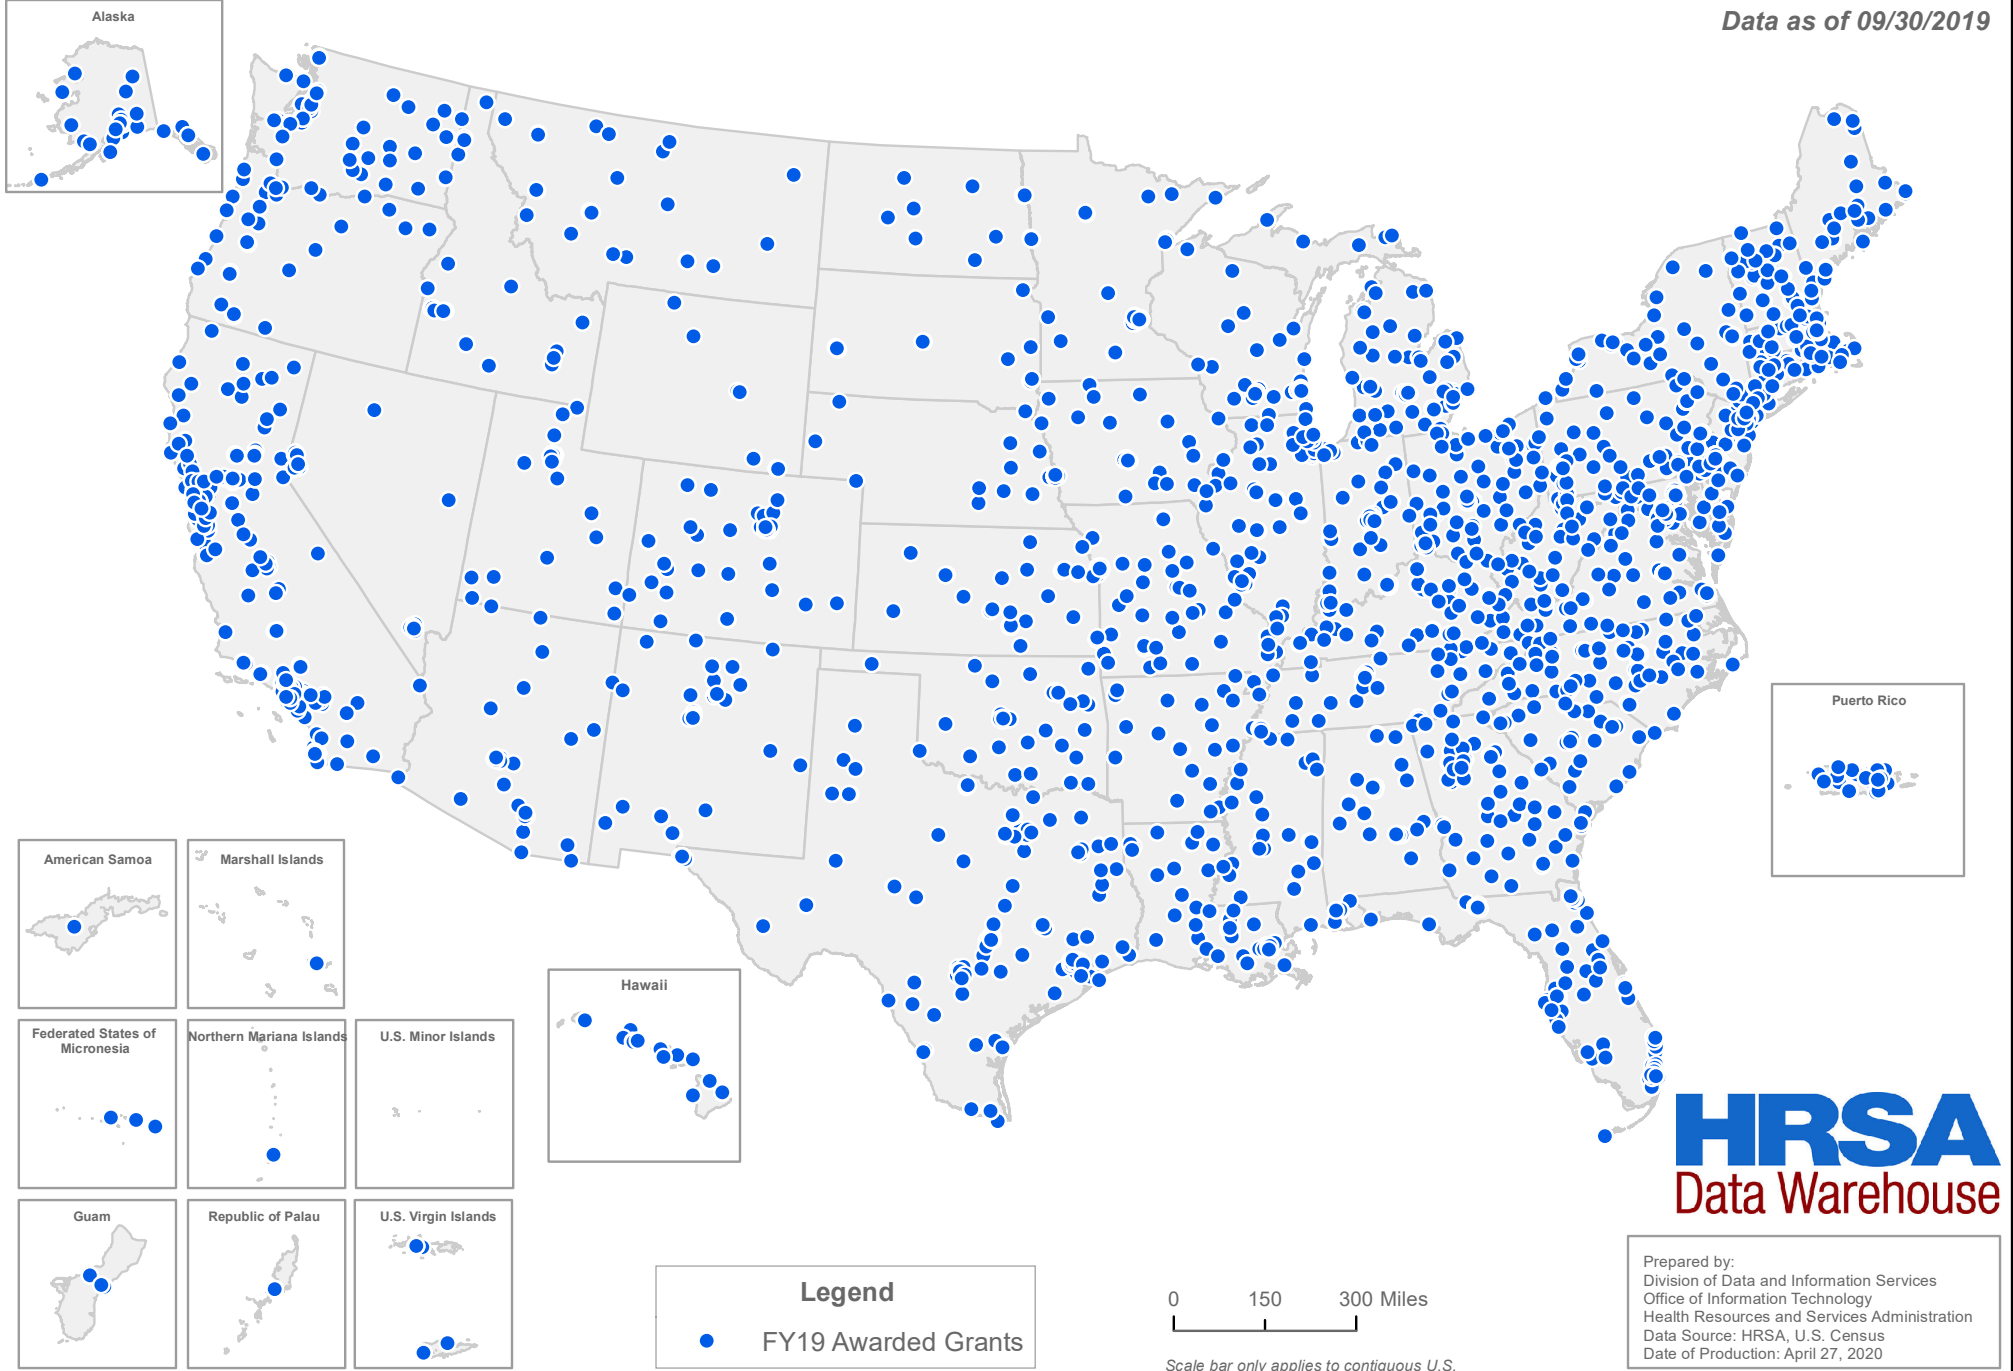 Alaska
Data as of 09/30/2019
Puerto Rico
American Samoa
Marshall Islands
Hawaii
Federated States of
Micronesia
Northern Mariana Islands
U.S. Minor Islands
HRSA
Data Warehouse
Guam
Republic of Palau
U.S. Virgin Islands
Legend
FY19 Awarded Grants
0 150 300 Miles
Scale bar only applies to contiguous U.S.
Prepared by:
Division of Data and Information Services
Office of Information Technology
Health Resources and Services Administration
Data Source: HRSA, U.S. Census
Date of Production: April 27, 2020